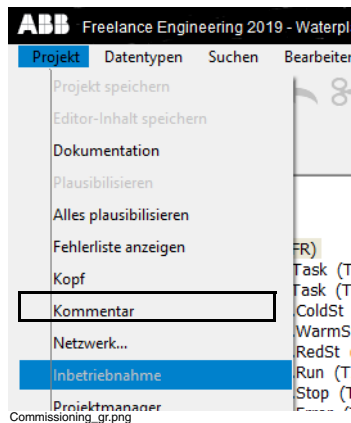 ABB Freelance Engineering 2019 - Waterpl
Projekt Datentypen Suchen Bearbeiten
Projekt speichern
Editor-Inhalt speichern
Dokumentation
Plausibilisieren
Alles plausibilisieren
Fehlerliste anzeigen
FR)
Kopf
Task (T
Task (T
Kommentar
.ColdSt
.WarmS
Netzwerk...
.RedSt
Inbetriebnahme
.Run (T
.Stop (T
Projektmanager
Commissioning_gr.png